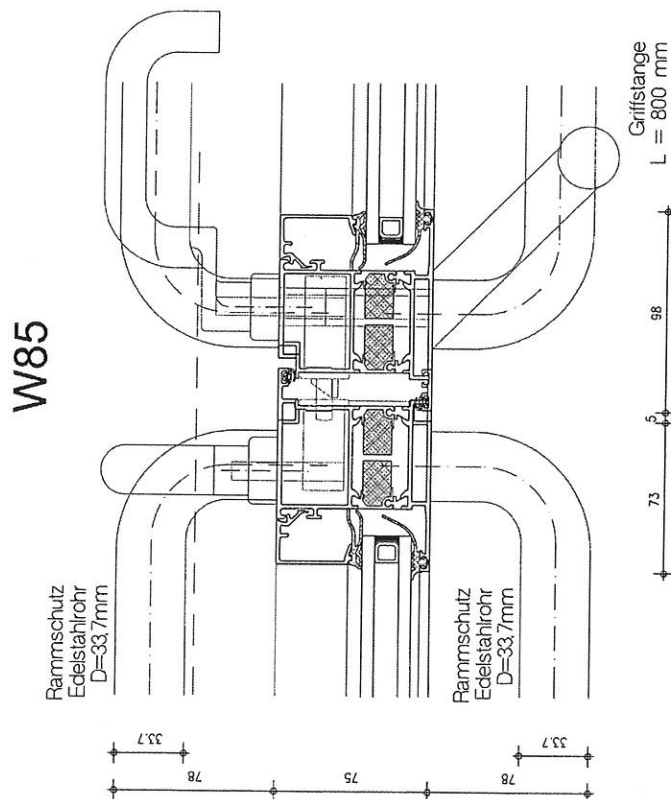 W85
Rammschutz
Edelstahlrohr
D=33,7mm
Rammschutz
Edelstahlrohr
D=33,7mm
Griffstange
L = 800 mm
33.7
33.7
78
75
78
73
5
98